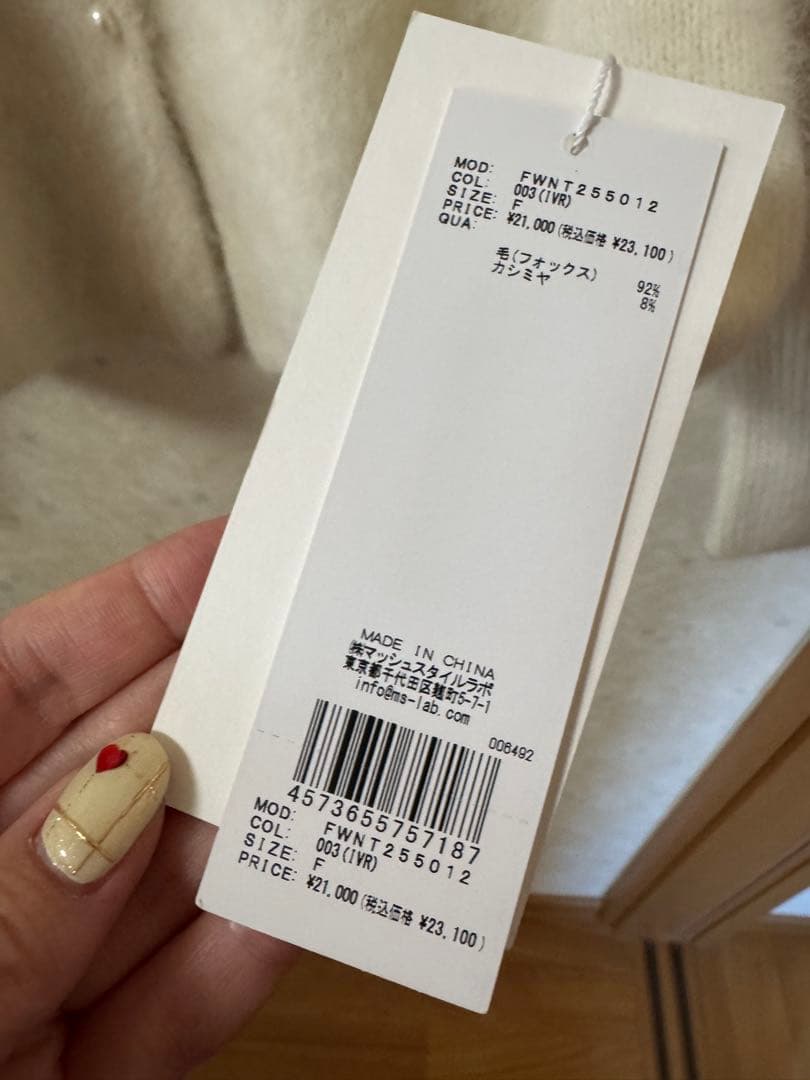 MOD: FWNT255012
COL: 003(IVR)
SIZE: F
PRICE: ¥21,000(税込価格 ¥23,100)
QUA:
毛(フォックス) 92%
カシミヤ 8%
MADE IN CHINA
㈱マッシュスタイルラボ
東京都千代田区麹町5-7-1
info@ms-lab.com
006492
4573655757187
MOD: FWNT255012
COL: 003(IVR)
SIZE: F
PRICE: ¥21,000(税込価格 ¥23,100)